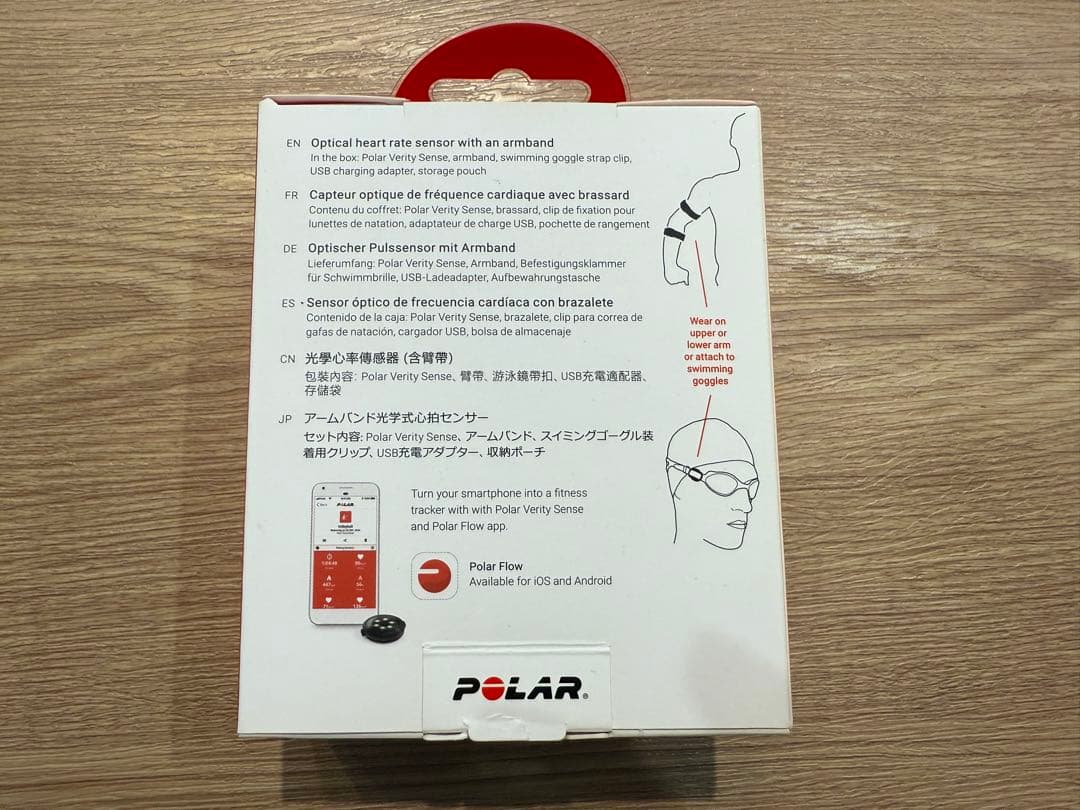 EN Optical heart rate sensor with an armband
In the box: Polar Verity Sense, armband, swimming goggle strap clip,
USB charging adapter, storage pouch
FR Capteur optique de fréquence cardiaque avec brassard
Contenu du coffret: Polar Verity Sense, brassard, clip de fixation pour
lunettes de natation, adaptateur de charge USB, pochette de rangement
DE Optischer Pulssensor mit Armband
Lieferumfang: Polar Verity Sense, Armband, Befestigungsklammer
für Schwimmbrille, USB-Ladeadapter, Aufbewahrungstasche
ES Sensor óptico de frecuencia cardíaca con brazalete
Contenido de la caja: Polar Verity Sense, brazalete, clip para correa de
gafas de natación, cargador USB, bolsa de almacenaje
CN 光學心率傳感器 (含臂帶)
包裝內容: Polar Verity Sense、臂帶、游泳鏡帶扣、USB充電適配器、
存儲袋
JP アームバンド光学式心拍センサー
セット内容: Polar Verity Sense、アームバンド、スイミングゴーグル装
着用クリップ、USB充電アダプター、収納ポーチ
Wear on
upper or
lower arm
or attach to
swimming
goggles
POLAR
1:04:48
447
Turn your smartphone into a fitness
tracker with with Polar Verity Sense
and Polar Flow app.
Polar Flow
Available for iOS and Android
POLAR®